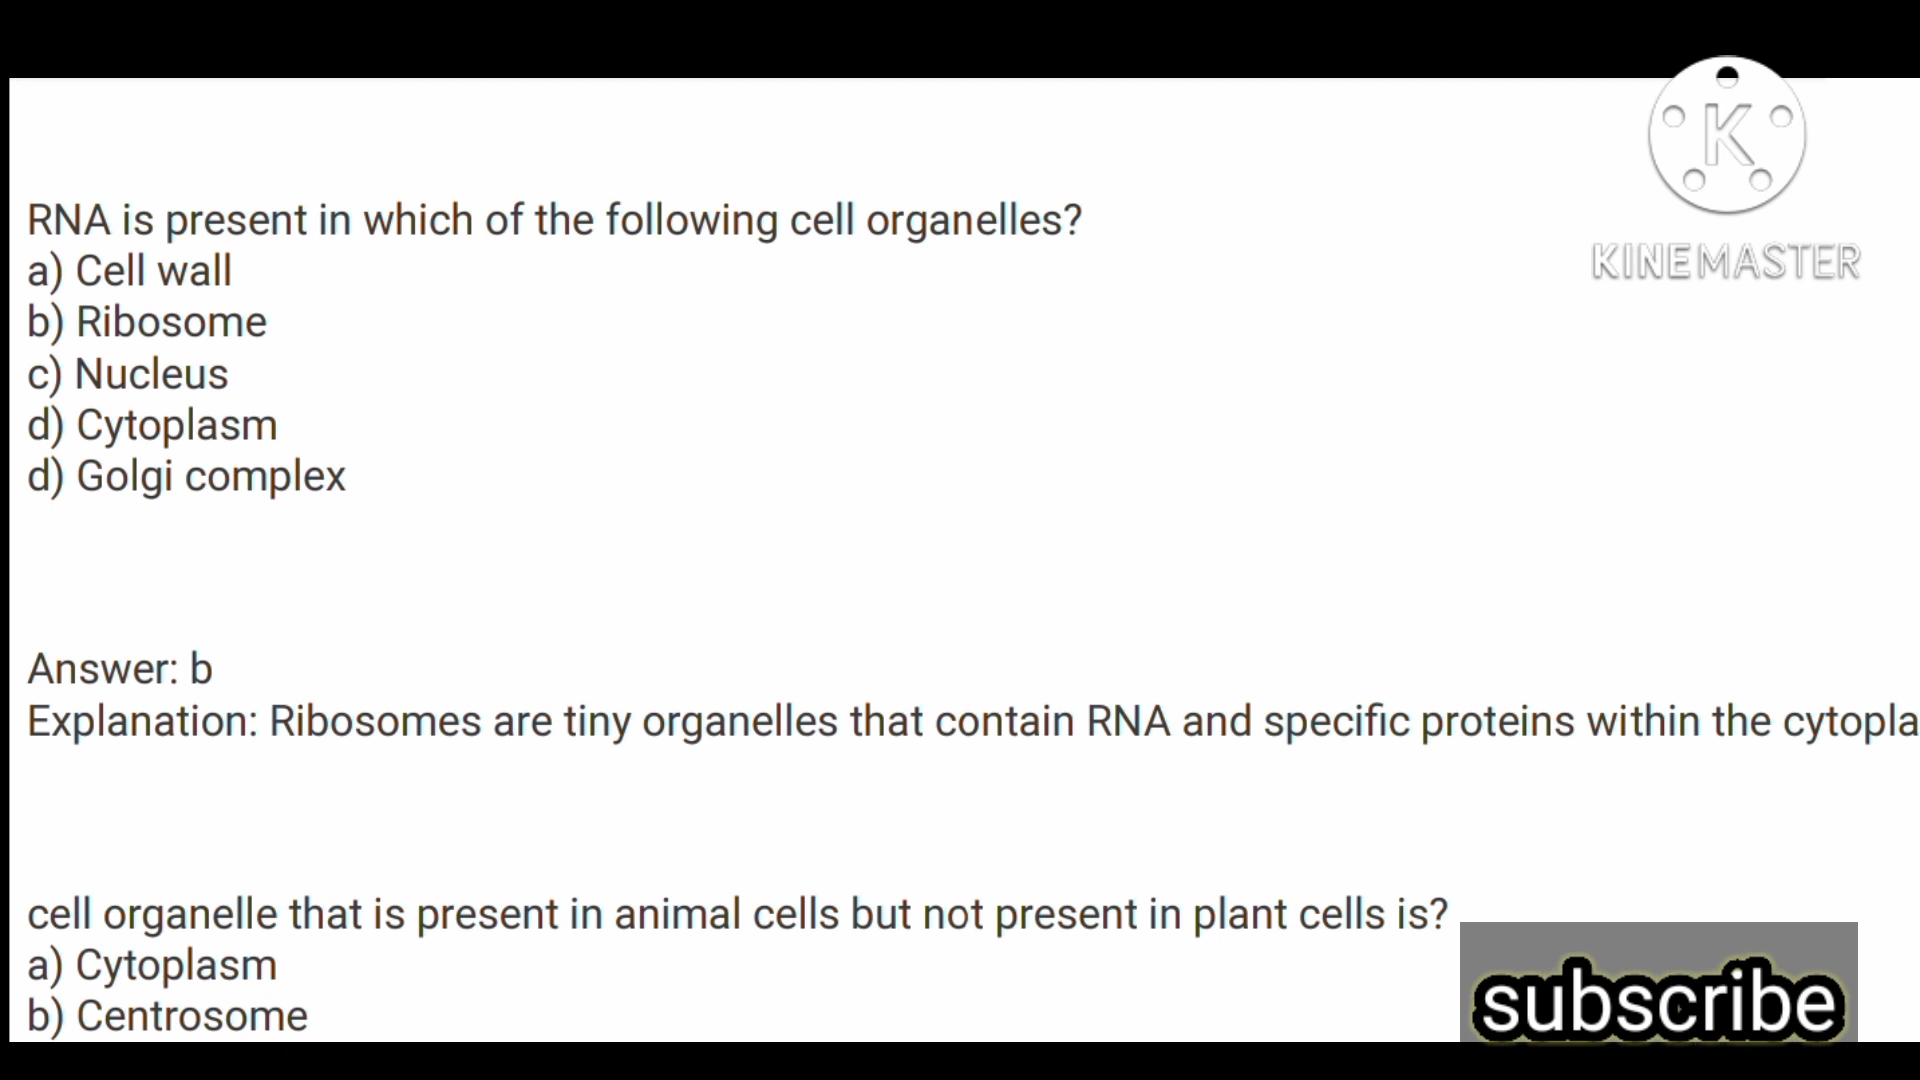 K
KINEMASTER
RNA is present in which of the following cell organelles?
a) Cell wall
b) Ribosome
c) Nucleus
d) Cytoplasm
d) Golgi complex
Answer: b
Explanation: Ribosomes are tiny organelles that contain RNA and specific proteins within the cytopla
cell organelle that is present in animal cells but not present in plant cells is?
a) Cytoplasm
b) Centrosome
subscribe